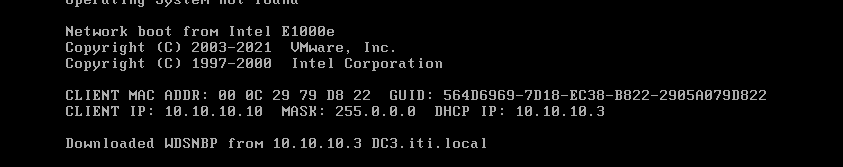 Operating System not found
Network boot from Intel E1000e
Copyright (C) 2003-2021  VMware, Inc.
Copyright (C) 1997-2000  Intel Corporation
CLIENT MAC ADDR: 00 0C 29 79 D8 22  GUID: 564D6969-7D18-EC38-B822-2905A079D822
CLIENT IP: 10.10.10.10  MASK: 255.0.0.0  DHCP IP: 10.10.10.3
Downloaded WDSNBP from 10.10.10.3 DC3.iti.local